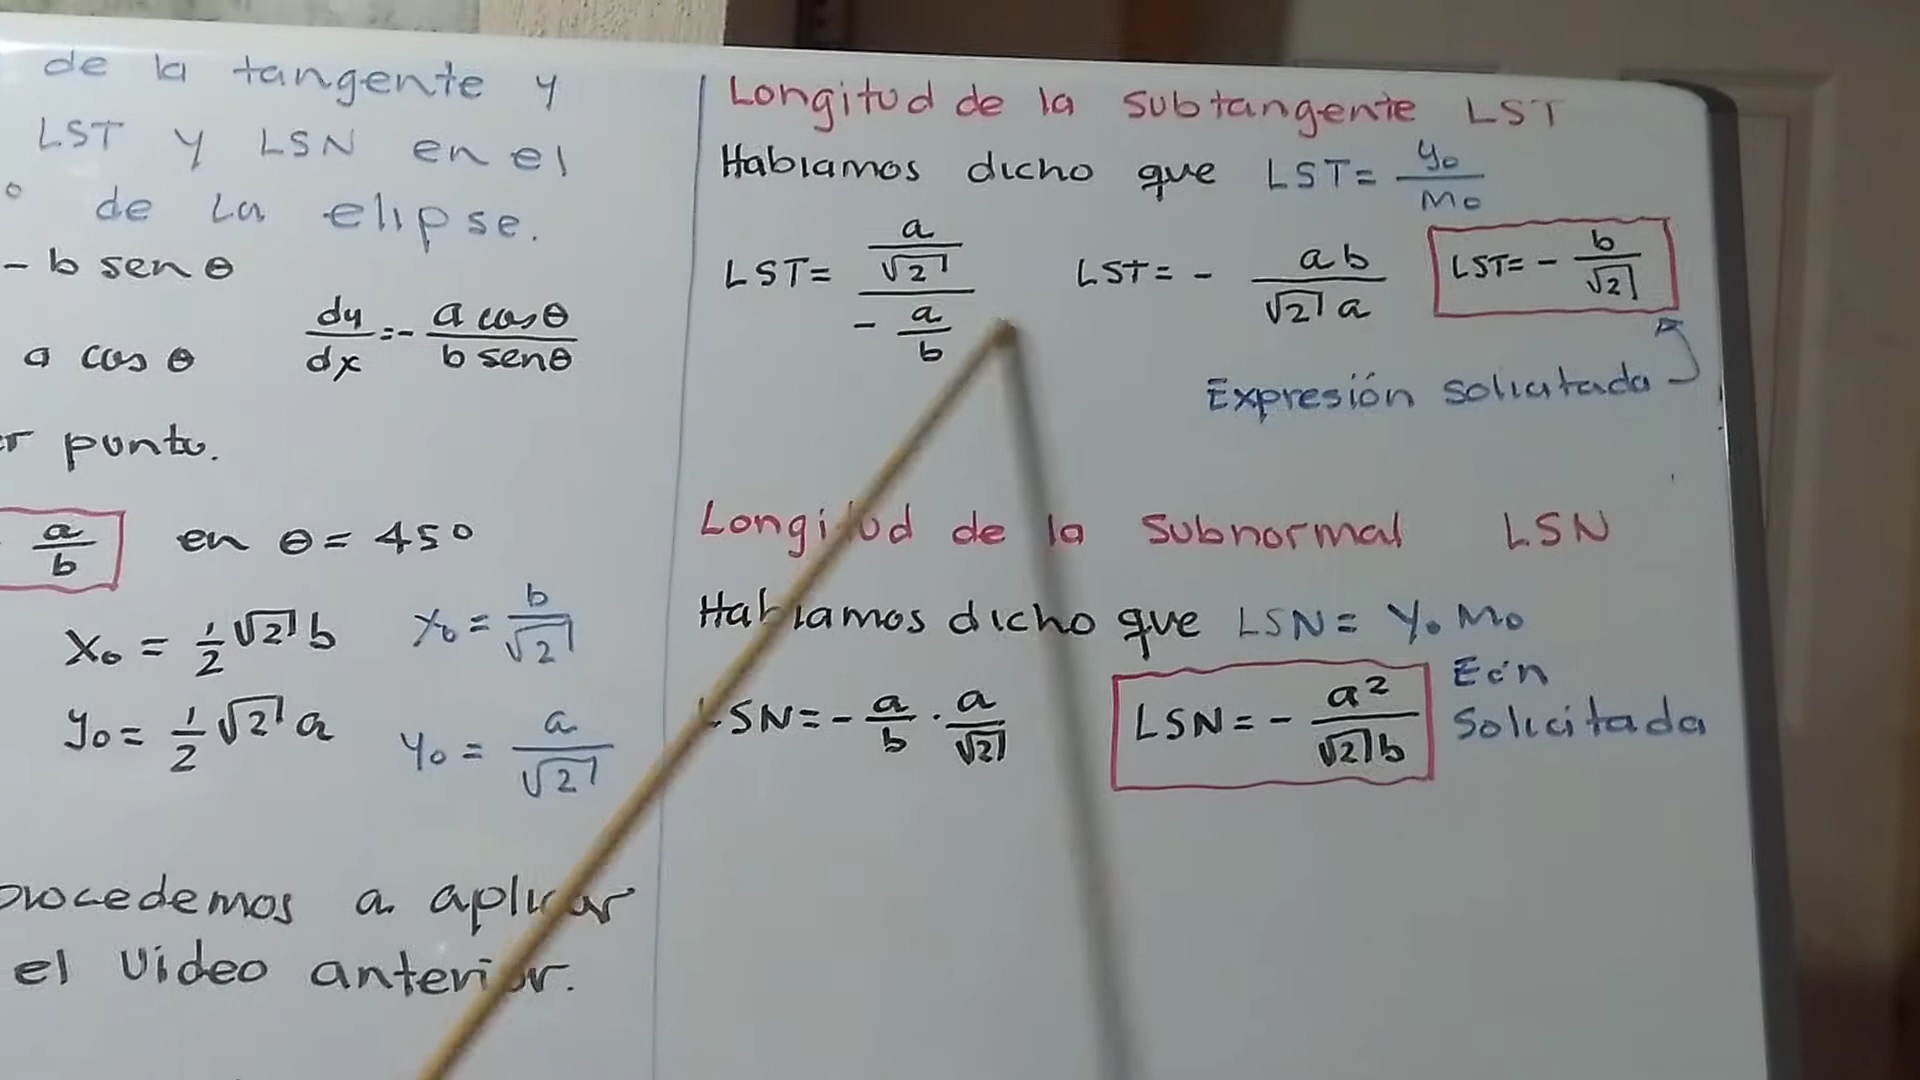 de la tangente y
LST y LSN en el
° de la elipse.
- b sen θ
dy/dx = - a cos θ / b sen θ
a cos θ
punto.
a/b en θ = 45°
x₀ = 1/2 √2 b x₀ = b/√2
y₀ = 1/2 √2 a y₀ = a/√2
procedemos a aplicar
el video anterior.
Longitud de la subtangente LST
Habiamos dicho que LST = y₀/m₀
LST = (a/√2)/(- a/b) LST = - ab/(√2 a) LST = - b/√2
Expresión solicitada
Longitud de la subnormal LSN
Habiamos dicho que LSN = y₀ m₀
LSN = - a/b · a/√2 LSN = - a²/(√2 b) Ecn
Solicitada